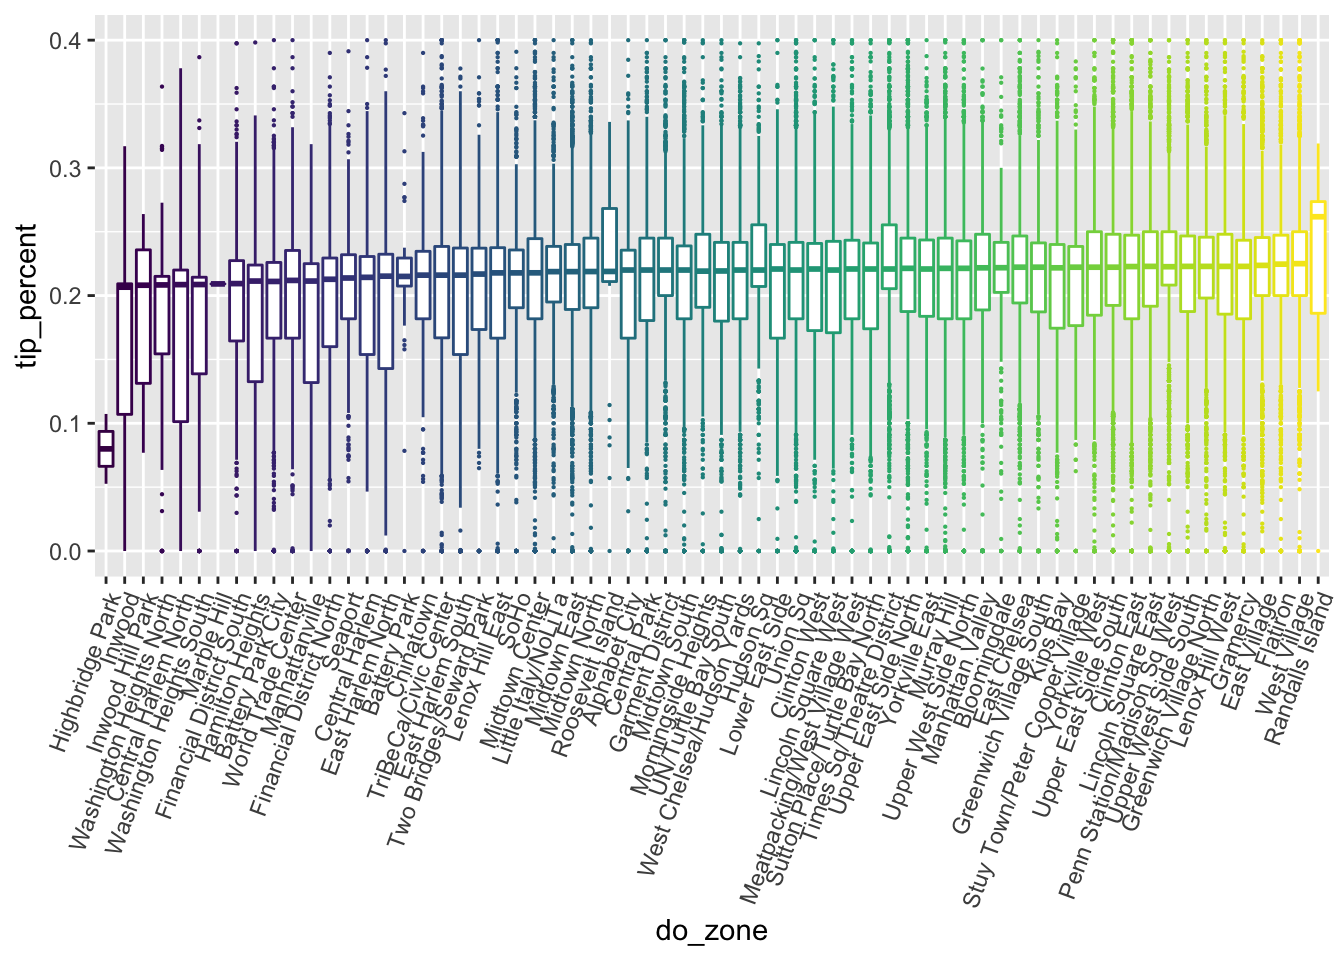 0.4
0.3
0.2
0.1
0.0
tip_percent
Highbridge Park
Inwood
Inwood Hill Park
Washington Heights North
Central Harlem North
Washington Heights South
Marble Hill
Financial District South
Hamilton Heights
Battery Park City
World Trade Center
Manhattanville
Financial District North
Seaport
Central Harlem
East Harlem North
Battery Park
Chinatown
TriBeCa/Civic Center
East Harlem South
Two Bridges/Seward Park
Lenox Hill East
SoHo
Midtown Center
Little Italy/NoLiTa
Midtown East
Midtown North
Roosevelt Island
Alphabet City
Central Park
Garment District
Midtown South
Morningside Heights
UN/Turtle Bay South
West Chelsea/Hudson Yards
Hudson Sq
Lower East Side
Union Sq
Clinton West
Lincoln Square West
Meatpacking/West Village West
Sutton Place/Turtle Bay North
Times Sq/Theatre District
Upper East Side North
Yorkville East
Murray Hill
Upper West Side North
Manhattan Valley
Bloomingdale
East Chelsea
Greenwich Village South
Kips Bay
Stuy Town/Peter Cooper Village
Yorkville West
Upper East Side South
Clinton East
Lincoln Square East
Penn Station/Madison Sq West
Upper West Side South
Greenwich Village North
Lenox Hill West
Gramercy
East Village
Flatiron
West Village
Randalls Island
do_zone